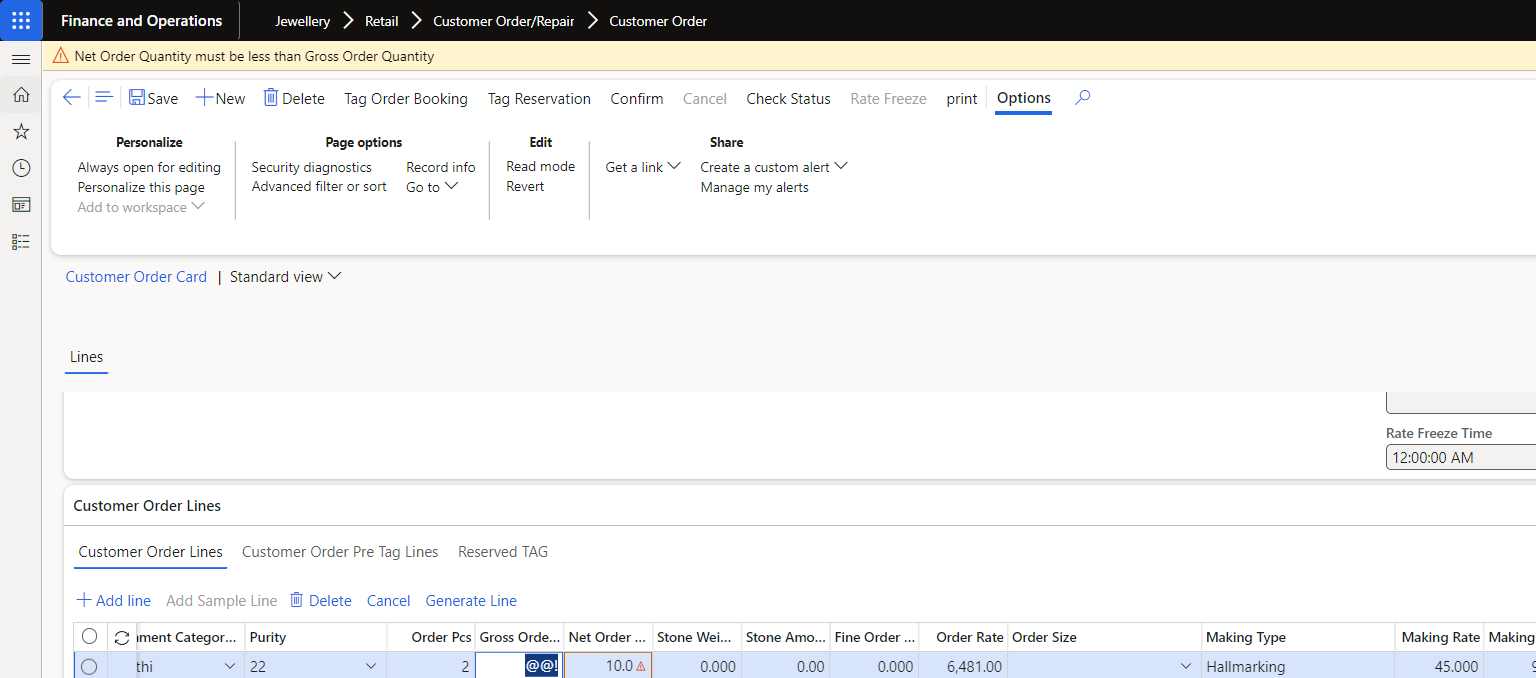 Finance and Operations
Jewellery Retail Customer Order/Repair Customer Order
Net Order Quantity must be less than Gross Order Quantity
Save New Delete Tag Order Booking Tag Reservation Confirm Cancel Check Status Rate Freeze print Options
Personalize Page options Edit Share
Always open for editing Security diagnostics Record info Read mode Get a link Create a custom alert
Personalize this page Advanced filter or sort Go to Revert Manage my alerts
Add to workspace
Customer Order Card | Standard view
Lines
Rate Freeze Time
12:00:00 AM
Customer Order Lines
Customer Order Lines Customer Order Pre Tag Lines Reserved TAG
Add line Add Sample Line Delete Cancel Generate Line
ment Categor... Purity Order Pcs Gross Orde... Net Order ... Stone Wei... Stone Amo... Fine Order ... Order Rate Order Size Making Type Making Rate Making
thi 22 2 @@! 10.0 0.000 0.00 0.000 6,481.00 Hallmarking 45.000